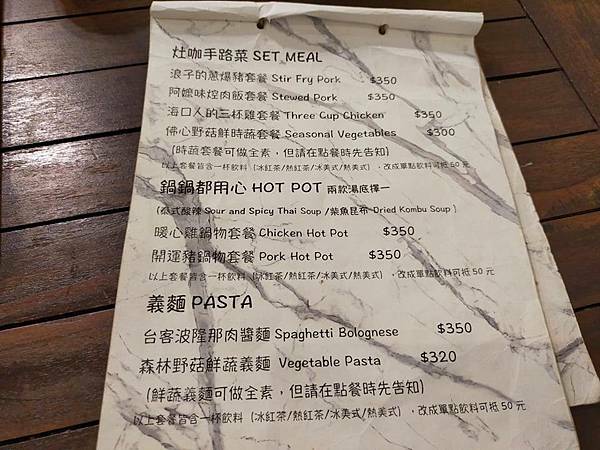 灶咖手路菜 SET MEAL
浪子的蔥爆豬套餐 Stir Fry Pork $350
阿嬤味焢肉飯套餐 Stewed Pork $350
海口人的三杯雞套餐 Three Cup Chicken $350
佛心野菇鮮時蔬套餐 Seasonal Vegetables $300
(時蔬套餐可做全素，但請在點餐時先告知)
以上套餐皆含一杯飲料 (冰紅茶/熱紅茶/冰美式/熱美式) ，改成單點飲料可抵 50 元
鍋鍋都用心 HOT POT 兩款湯底擇一
(泰式酸辣 Sour and Spicy Thai Soup /柴魚昆布 Dried Kombu Soup )
暖心雞鍋物套餐 Chicken Hot Pot $350
開運豬鍋物套餐 Pork Hot Pot $350
以上套餐皆含一杯飲料 (冰紅茶/熱紅茶/冰美式/熱美式) ，改成單點飲料可抵 50 元
義麵 PASTA
台客波隆那肉醬麵 Spaghetti Bolognese $350
森林野菇鮮蔬義麵 Vegetable Pasta $320
(鮮蔬義麵可做全素，但請在點餐時先告知)
以上套餐皆含一杯飲料 (冰紅茶/熱紅茶/冰美式/熱美式) ，改成單點飲料可抵 50 元